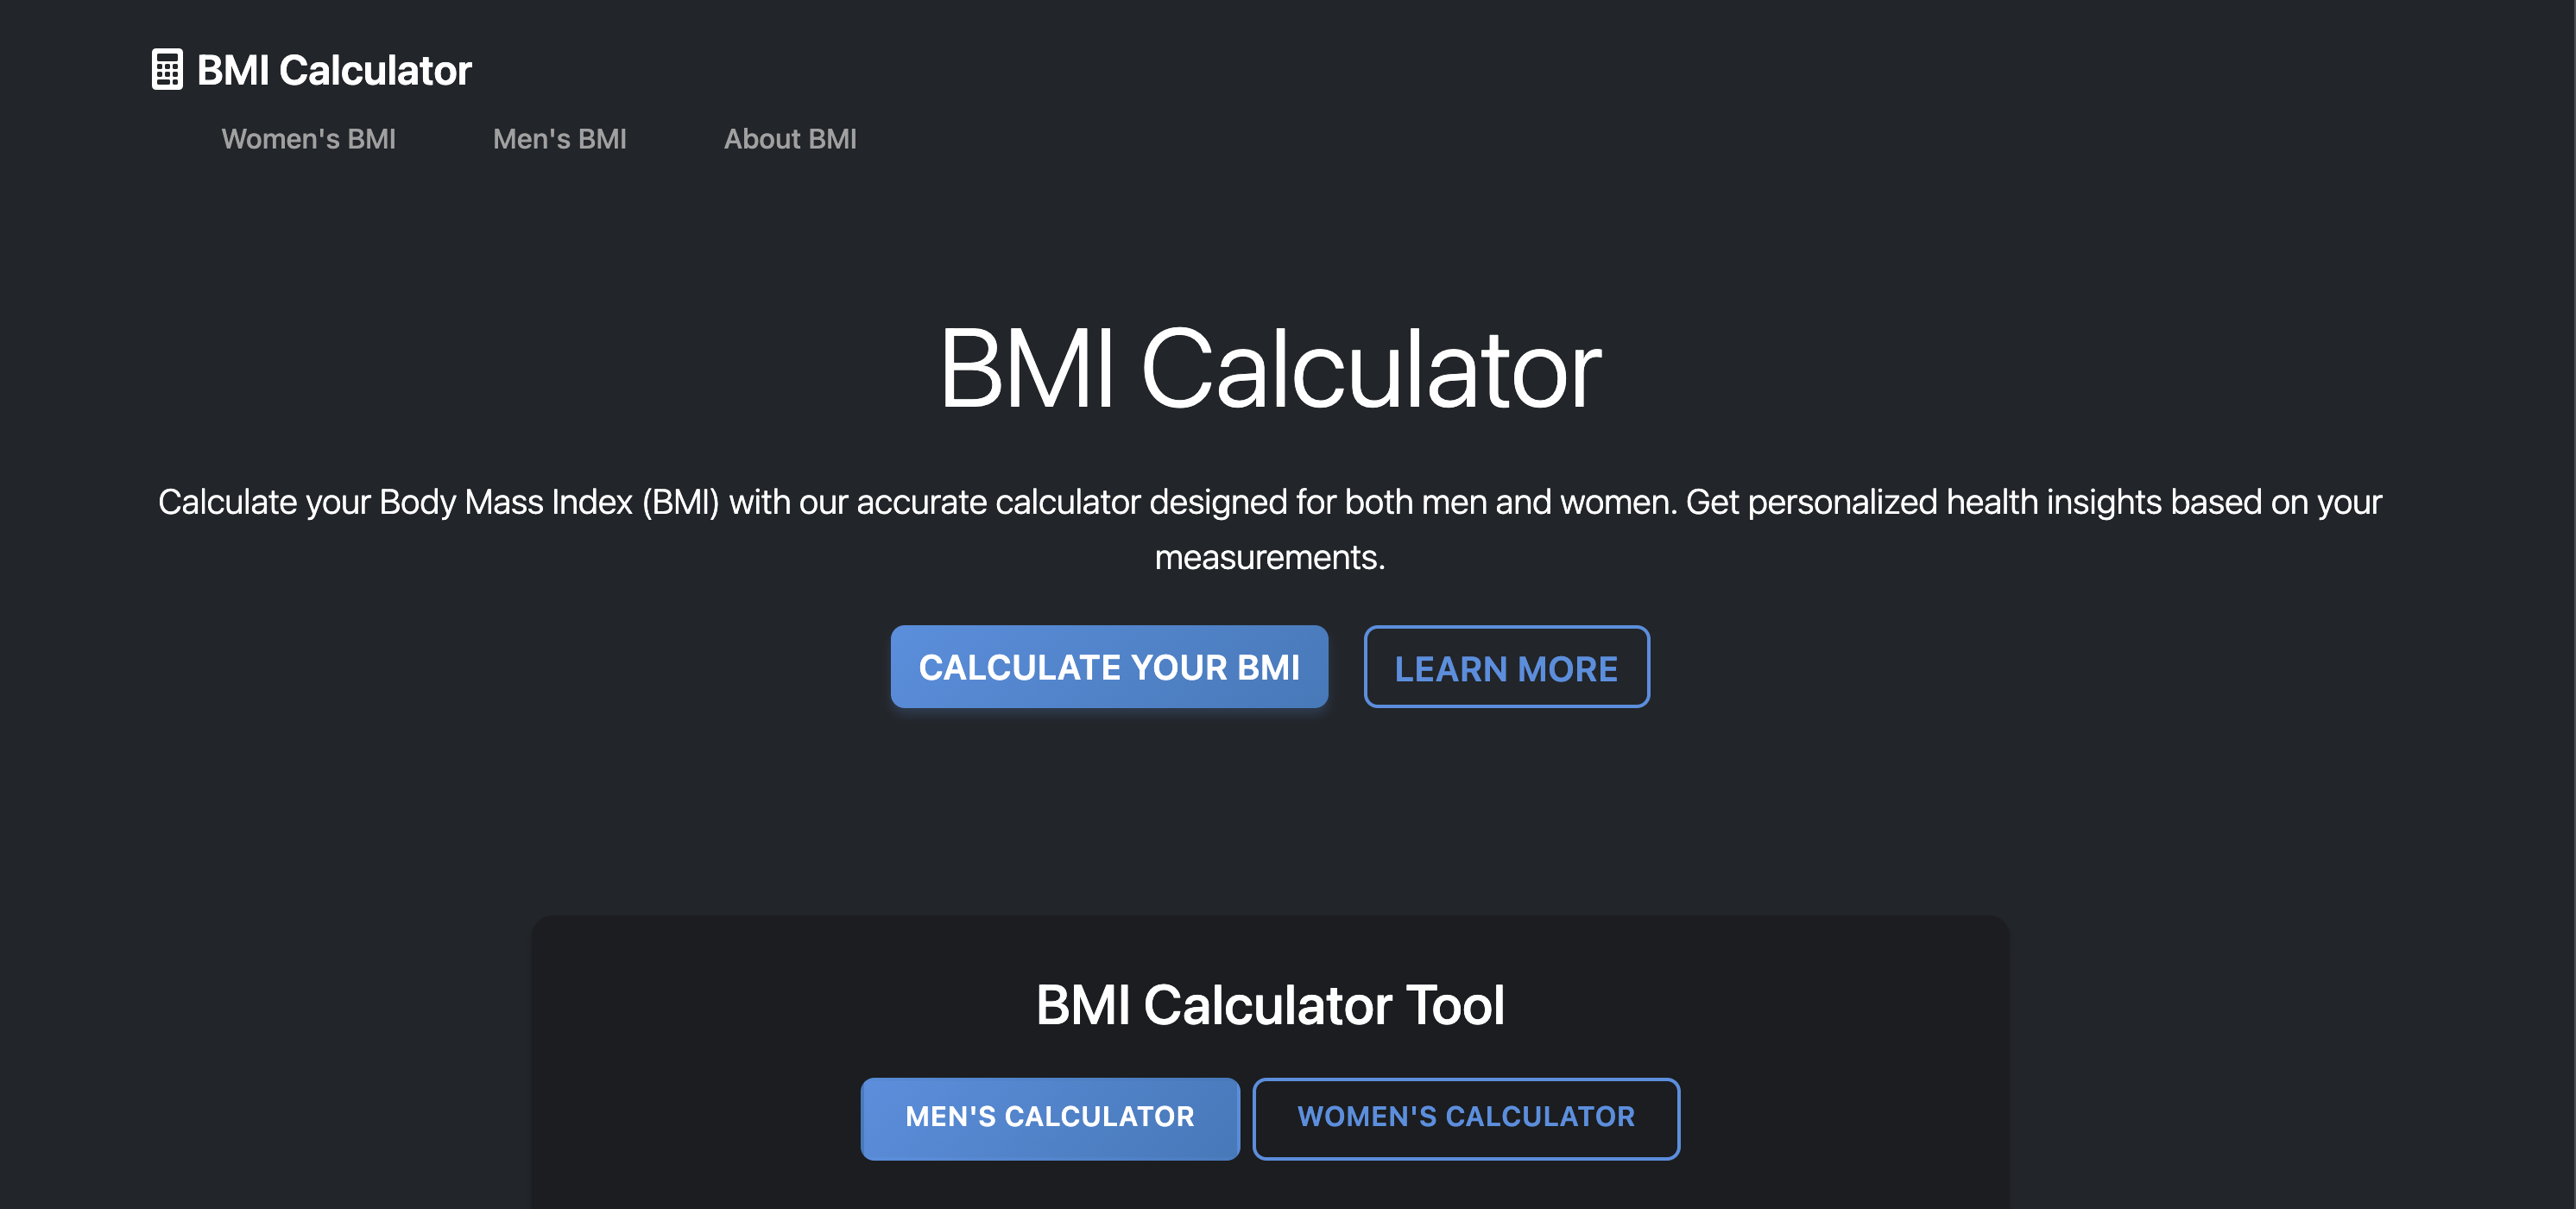 BMI Calculator
Women's BMI Men's BMI About BMI
BMI Calculator
Calculate your Body Mass Index (BMI) with our accurate calculator designed for both men and women. Get personalized health insights based on your
measurements.
CALCULATE YOUR BMI LEARN MORE
BMI Calculator Tool
MEN'S CALCULATOR WOMEN'S CALCULATOR